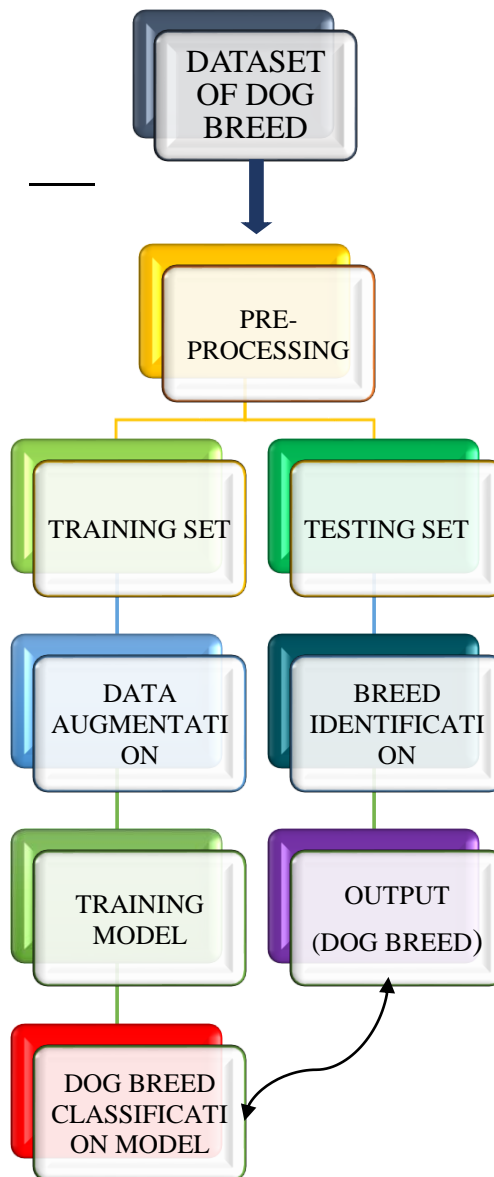 DATASET
OF DOG
BREED
PRE-
PROCESSING
TRAINING SET
TESTING SET
DATA
AUGMENTATI
ON
BREED
IDENTIFICATI
ON
TRAINING
MODEL
OUTPUT
(DOG BREED)
DOG BREED
CLASSIFICATI
ON MODEL